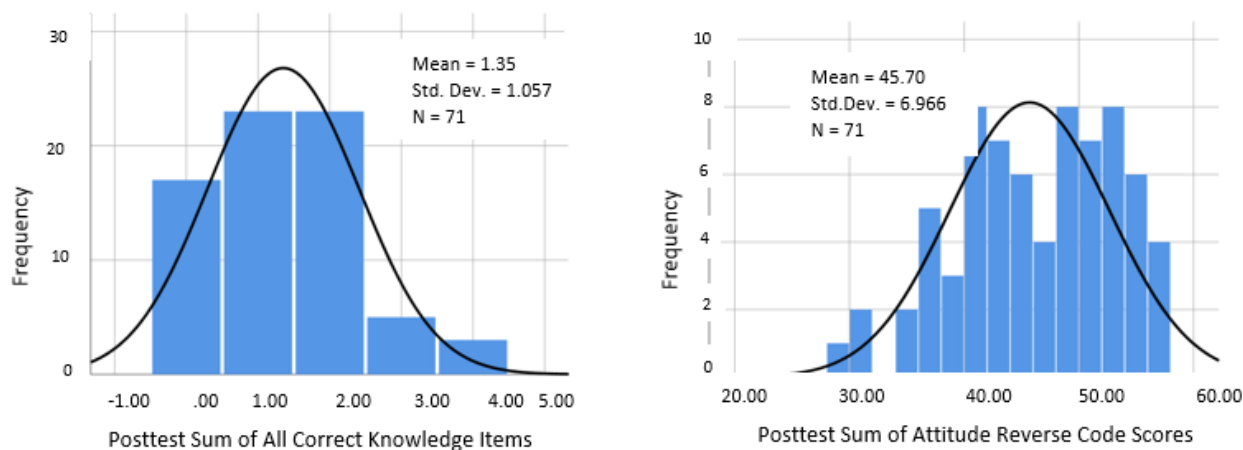 30
20
10
0
Frequency
Mean = 1.35
Std. Dev. = 1.057
N = 71
-1.00 .00 1.00 2.00 3.00 4.00 5.00
Posttest Sum of All Correct Knowledge Items
10
8
6
4
2
0
Frequency
Mean = 45.70
Std.Dev. = 6.966
N = 71
20.00 30.00 40.00 50.00 60.00
Posttest Sum of Attitude Reverse Code Scores